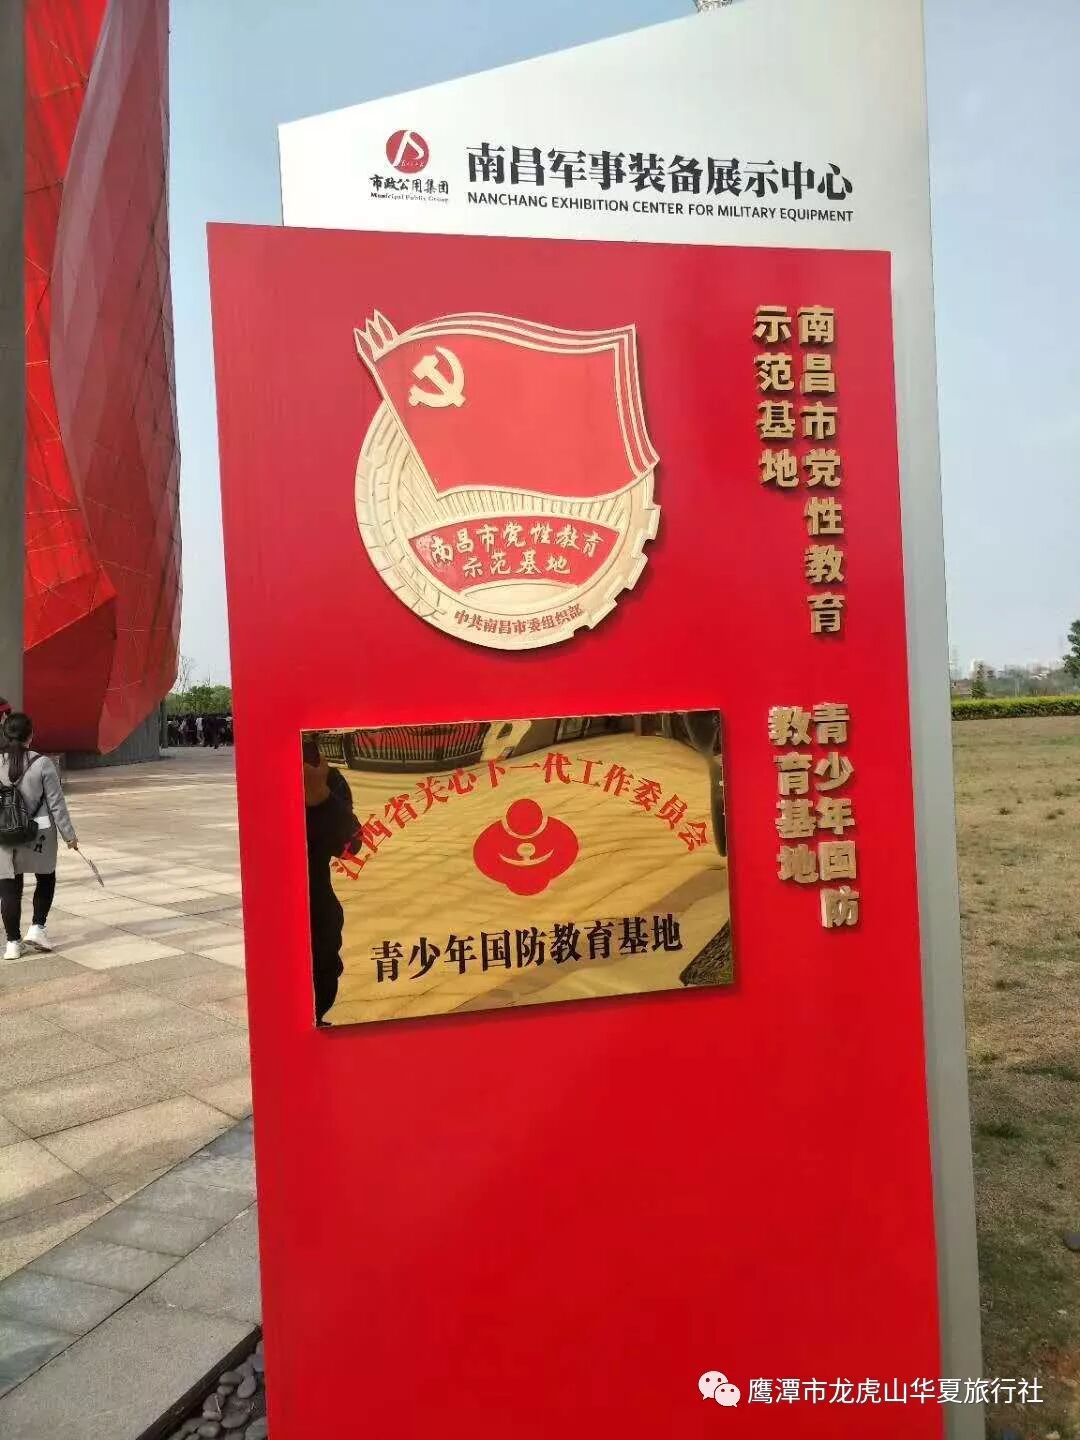 市政公用集团
Municipal Public Group
南昌军事装备展示中心
NANCHANG EXHIBITION CENTER FOR MILITARY EQUIPMENT
南昌市党性教育
示范基地
南昌市党性教育
示范基地
中共南昌市委组织部
青少年国防
教育基地
江西省关心下一代工作委员会
青少年国防教育基地
鹰潭市龙虎山华夏旅行社